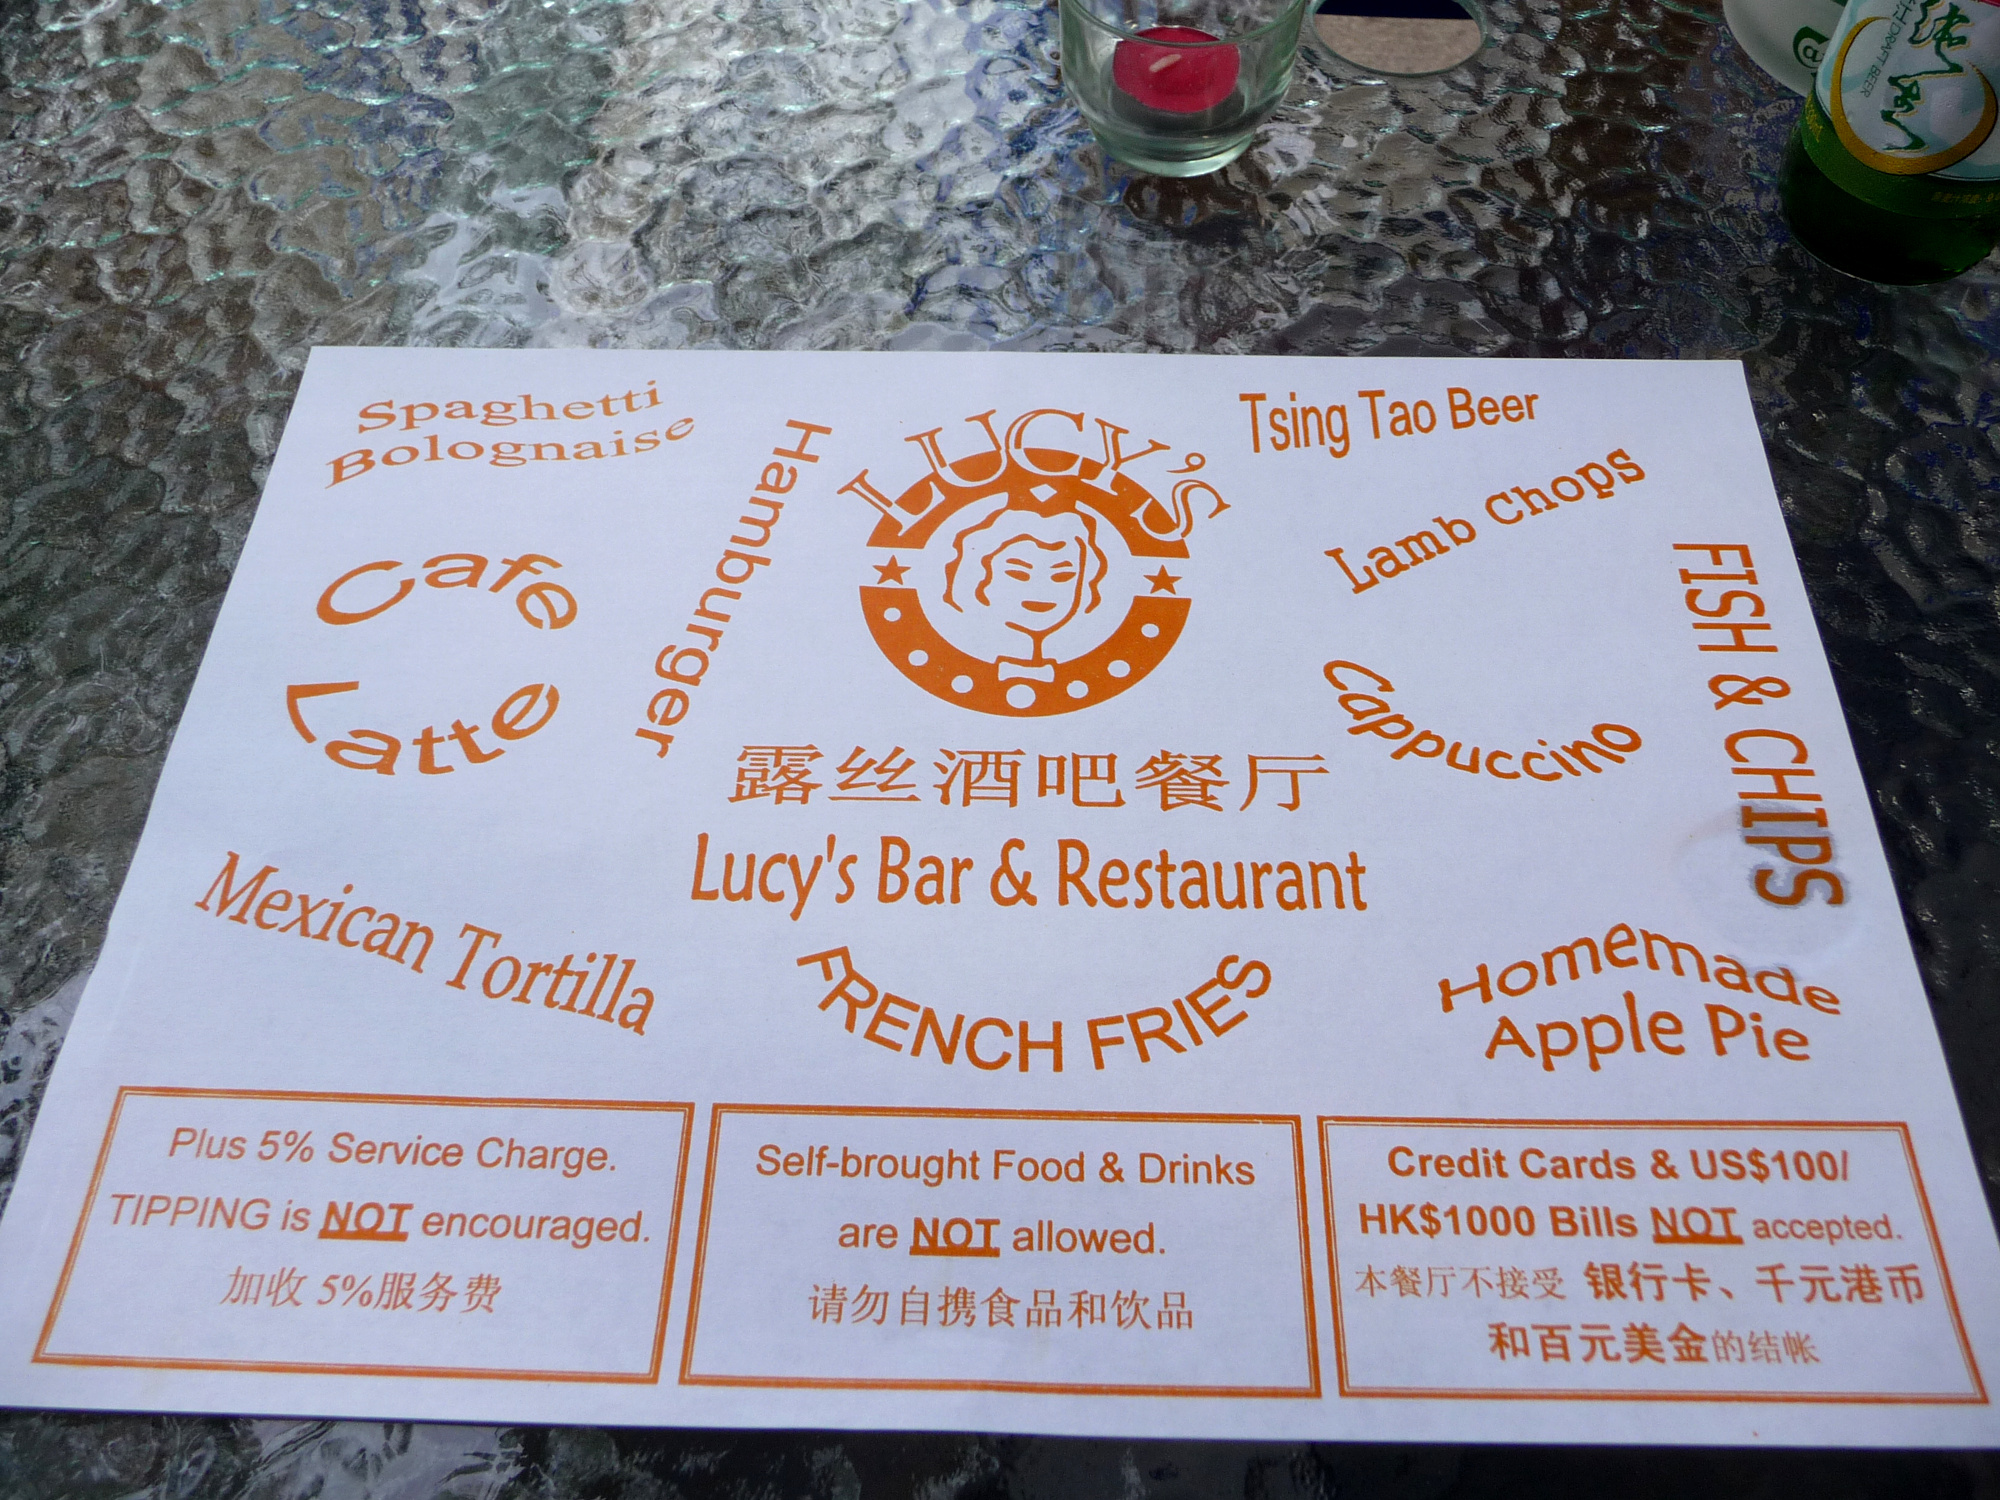 DRAFT BEER
Spaghetti
Bolognaise
Hamburger
LUCY'S
Tsing Tao Beer
Lamb Chops
Cafe
Latte
FISH & CHIPS
Cappuccino
露丝酒吧餐厅
Lucy's Bar & Restaurant
Mexican Tortilla
FRENCH FRIES
Homemade
Apple Pie
Plus 5% Service Charge.
TIPPING is NOT encouraged.
加收 5%服务费
Self-brought Food & Drinks
are NOT allowed.
请勿自携食品和饮品
Credit Cards & US$100/
HK$1000 Bills NOT accepted.
本餐厅不接受 银行卡、千元港币
和百元美金的结帐